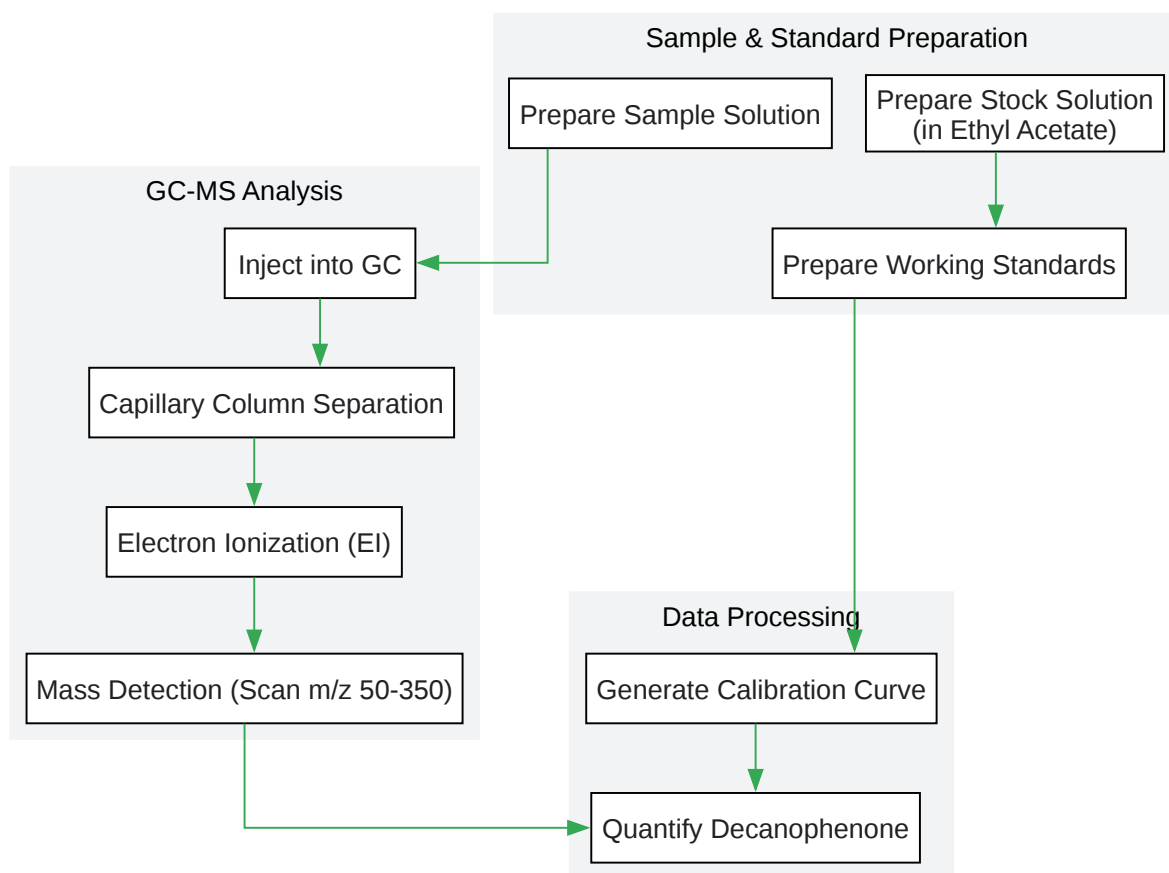 Sample & Standard Preparation
Prepare Sample Solution
Prepare Stock Solution
(in Ethyl Acetate)
Prepare Working Standards
GC-MS Analysis
Inject into GC
Capillary Column Separation
Electron Ionization (EI)
Mass Detection (Scan m/z 50-350)
Data Processing
Generate Calibration Curve
Quantify Decanophenone